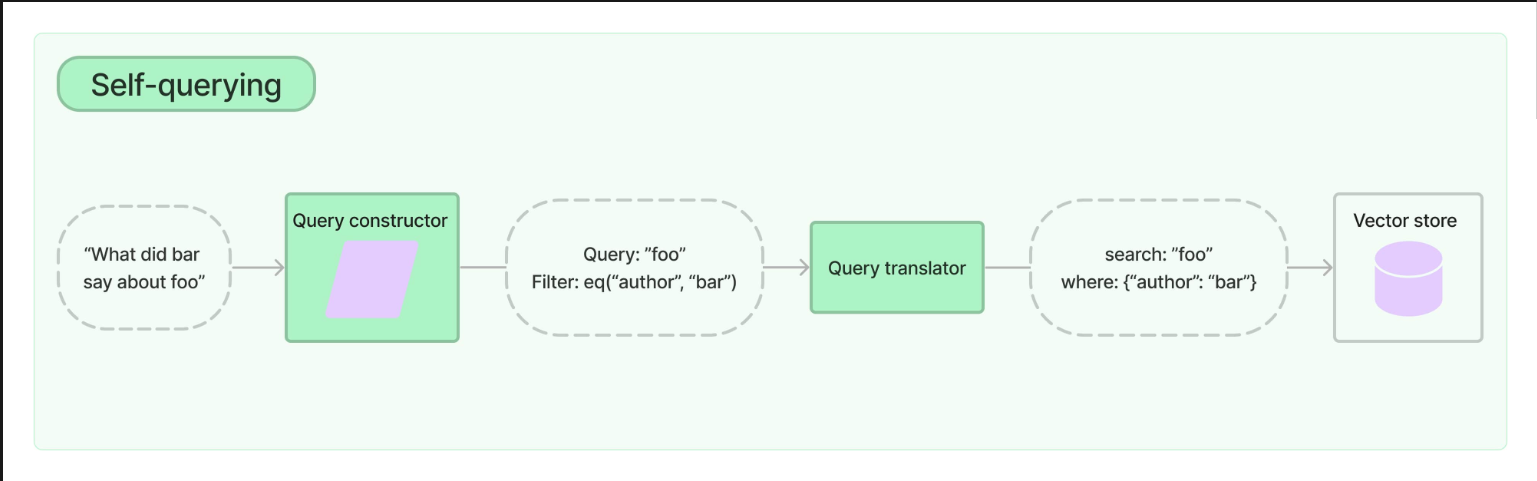 Self-querying
“What did bar
say about foo”
Query constructor
Query: ”foo”
Filter: eq(“author”, “bar”)
Query translator
search: ”foo”
where: {“author”: “bar”}
Vector store